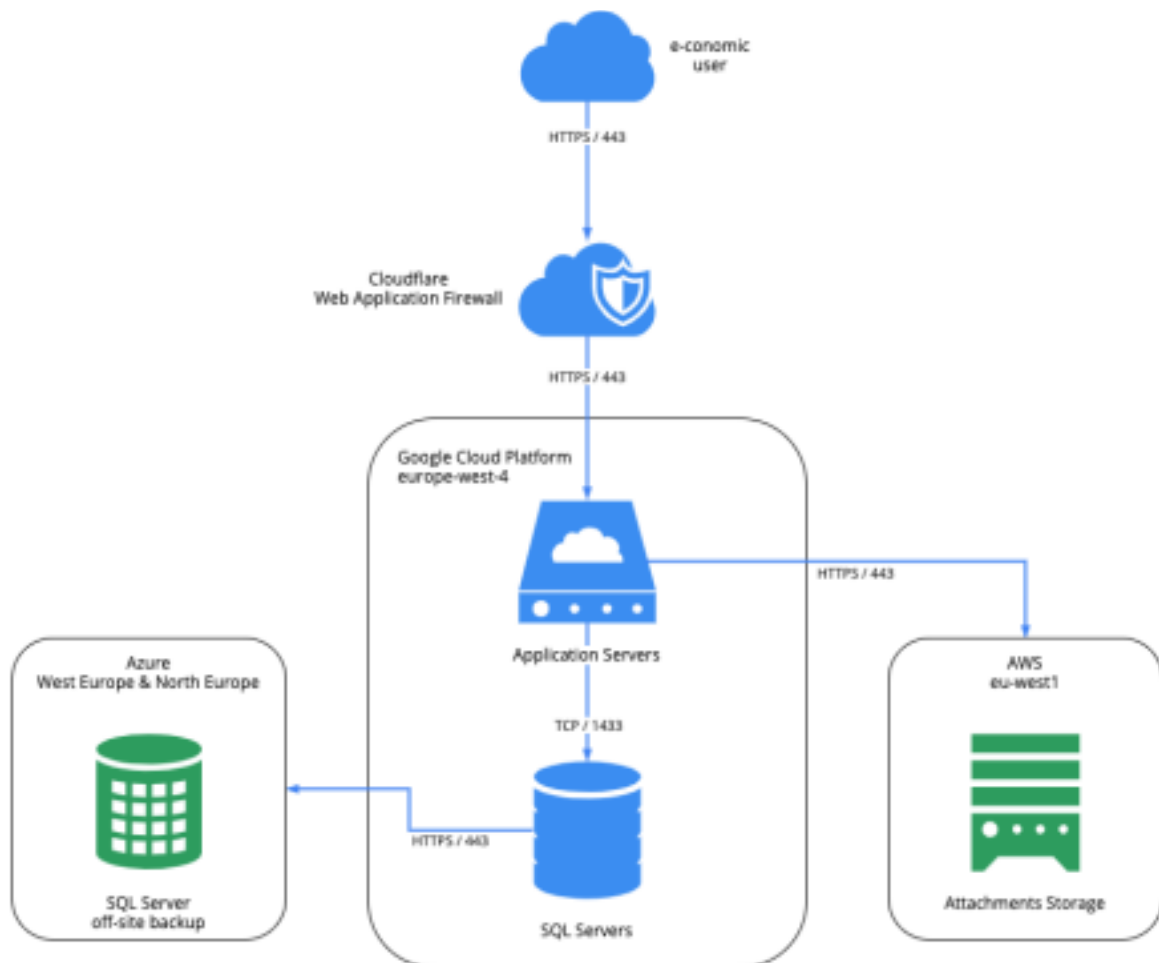 e-conomic
user
HTTPS / 443
Cloudflare
Web Application Firewall
HTTPS / 443
Google Cloud Platform
europe-west-4
HTTPS / 443
Application Servers
Azure
West Europe & North Europe
AWS
eu-west1
TCP / 1433
HTTPS / 443
SQL Server
off-site backup
SQL Servers
Attachments Storage